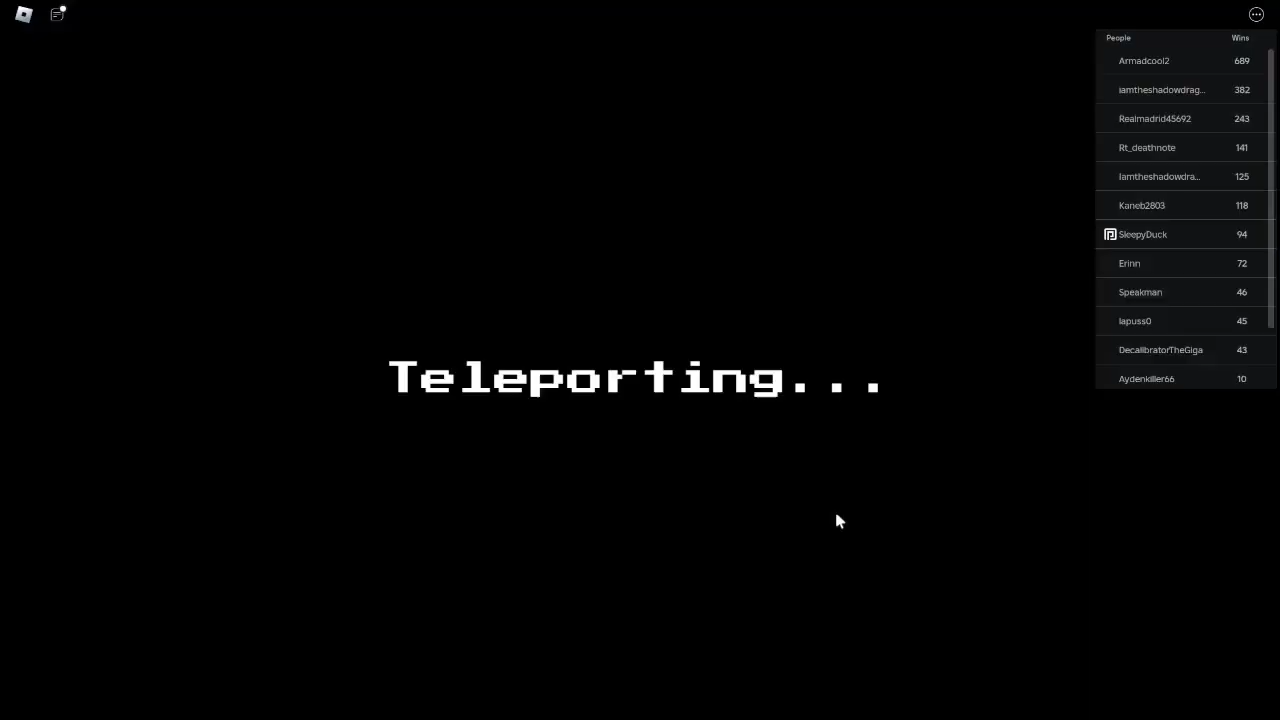 People Wins
Armadcool2 689
iamtheshadowdrag... 382
Realmadrid45692 243
Rt_deathnote 141
Iamtheshadowdra... 125
Kaneb2803 118
SleepyDuck 94
Erinn 72
Speakman 46
lapuss0 45
DecalibratorTheGiga 43
Aydenkiller66 10
Teleporting...